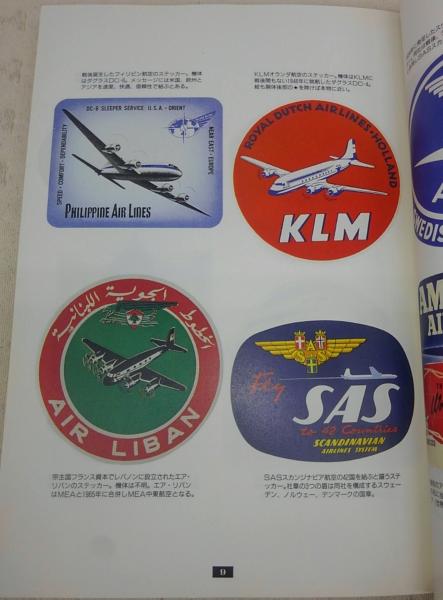 戦後誕生したフィリピン航空のステッカー。機体
はダグラスDC-6。メッセージには米国、欧州と
アジアを速度、快適、信頼性で結ぶとある。
KLMオランダ航空のステッカー。機体はKLMに
戦後間もない1946年に就航したダグラスDC-4。
DC-6 SLEEPER SERVICE U.S.A - ORIENT
NEAR EAST - EUROPE
SPEED - COMFORT - DEPENDABILITY
PHILIPPINE AIR LINES
ROYAL DUTCH AIRLINES · HOLLAND
KLM
الخطوط الجوية اللبنانية
AIR LIBAN
SAS
Fly
SAS
to 42 Countries
SCANDINAVIAN
AIRLINES SYSTEM
宗主国フランス資本でレバノンに設立されたエア・
リバンのステッカー。機体は不明。エア・リバン
はMEAと1965年に合併しMEA中東航空となる。
SASスカンジナビア航空の42国を結ぶと謳うステ
ッカー。社章の3つの盾は同社を構成するスウェー
デン、ノルウェー、デンマークの国章。
9